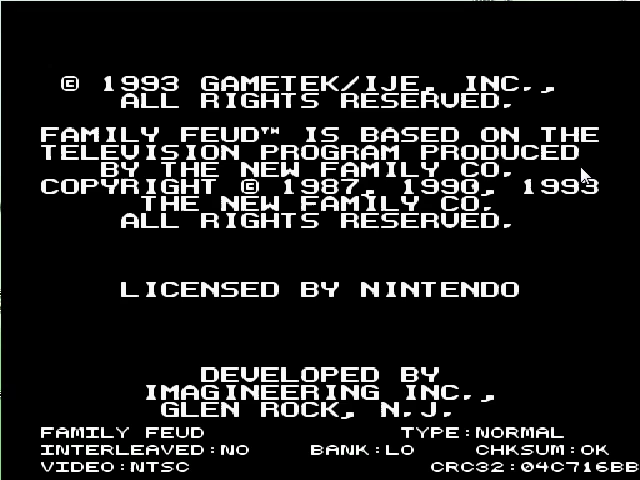 © 1993 GAMETEK/IJE, INC.,
ALL RIGHTS RESERVED.
FAMILY FEUD™ IS BASED ON THE
TELEVISION PROGRAM PRODUCED
BY THE NEW FAMILY CO.
COPYRIGHT © 1987, 1990, 1993
THE NEW FAMILY CO.
ALL RIGHTS RESERVED.
LICENSED BY NINTENDO
DEVELOPED BY
IMAGINEERING INC.,
GLEN ROCK, N.J.
FAMILY FEUD TYPE:NORMAL
INTERLEAVED:NO BANK:LO CHKSUM:OK
VIDEO:NTSC CRC32:04C716BB